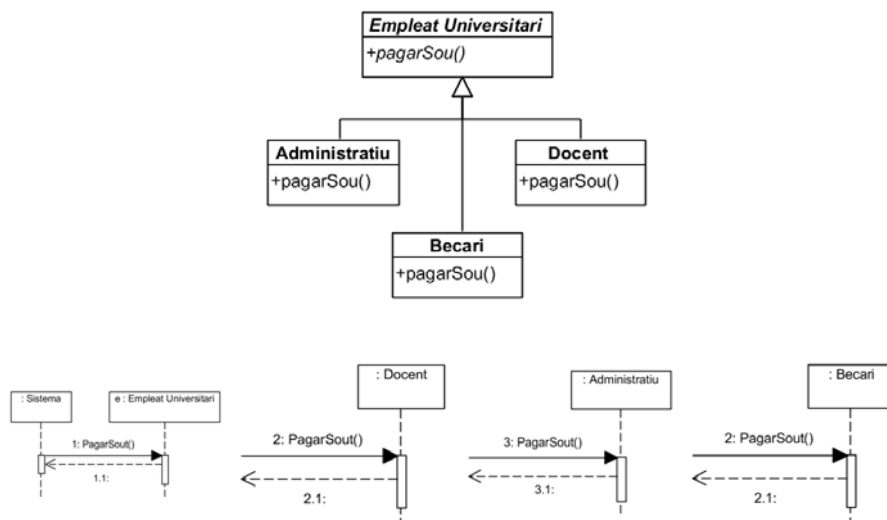 Empleat Universitari
+pagarSou()
Administratiu
+pagarSou()
Docent
+pagarSou()
Becari
+pagarSou()
: Sistema
e : Empleat Universitari
1: PagarSout()
1.1:
: Docent
2: PagarSout()
2.1:
: Administratiu
3: PagarSout()
3.1:
: Becari
2: PagarSout()
2.1: